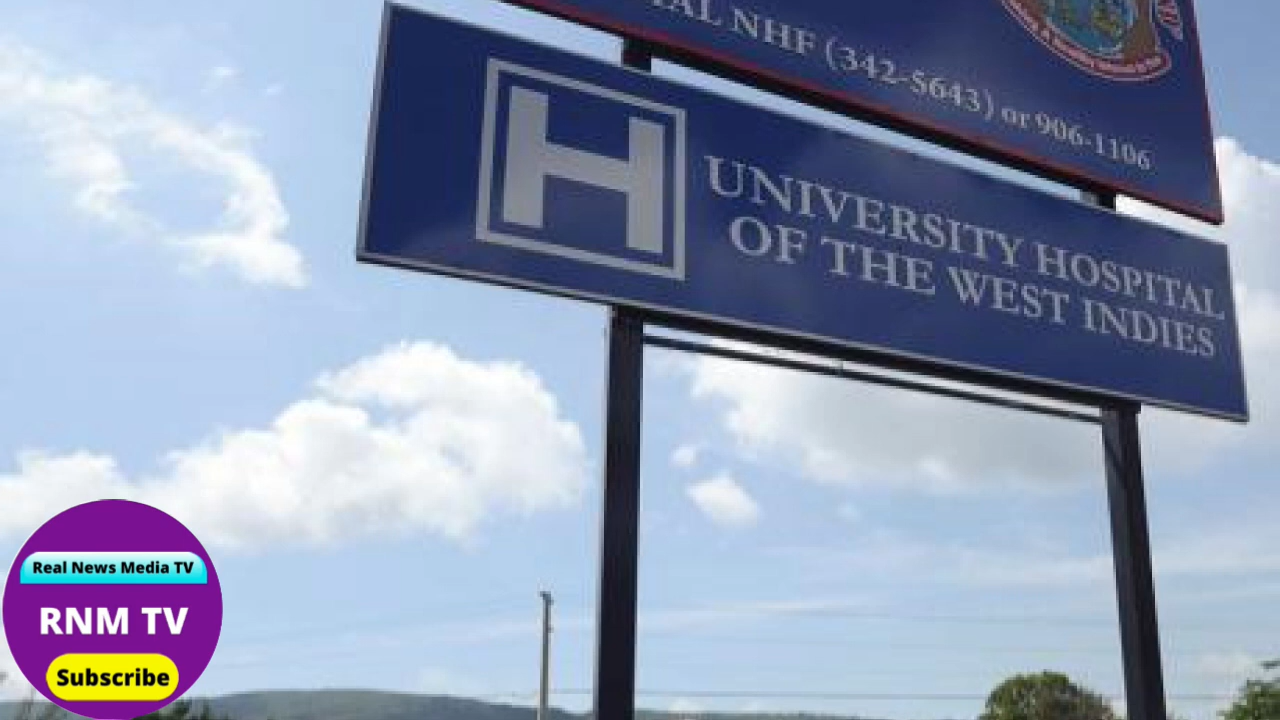 NHF (342-5643) or 906-1106
H
UNIVERSITY HOSPITAL
OF THE WEST INDIES
Real News Media TV
RNM TV
Subscribe